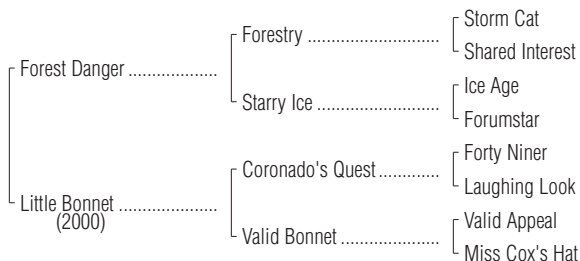 Storm Cat
Forestry ............................
Shared Interest
Forest Danger ...................
Ice Age
Starry Ice ..........................
Forumstar
Forty Niner
Coronado's Quest.............
Laughing Look
Little Bonnet .....................
(2000)
Valid Appeal
Valid Bonnet .....................
Miss Cox's Hat